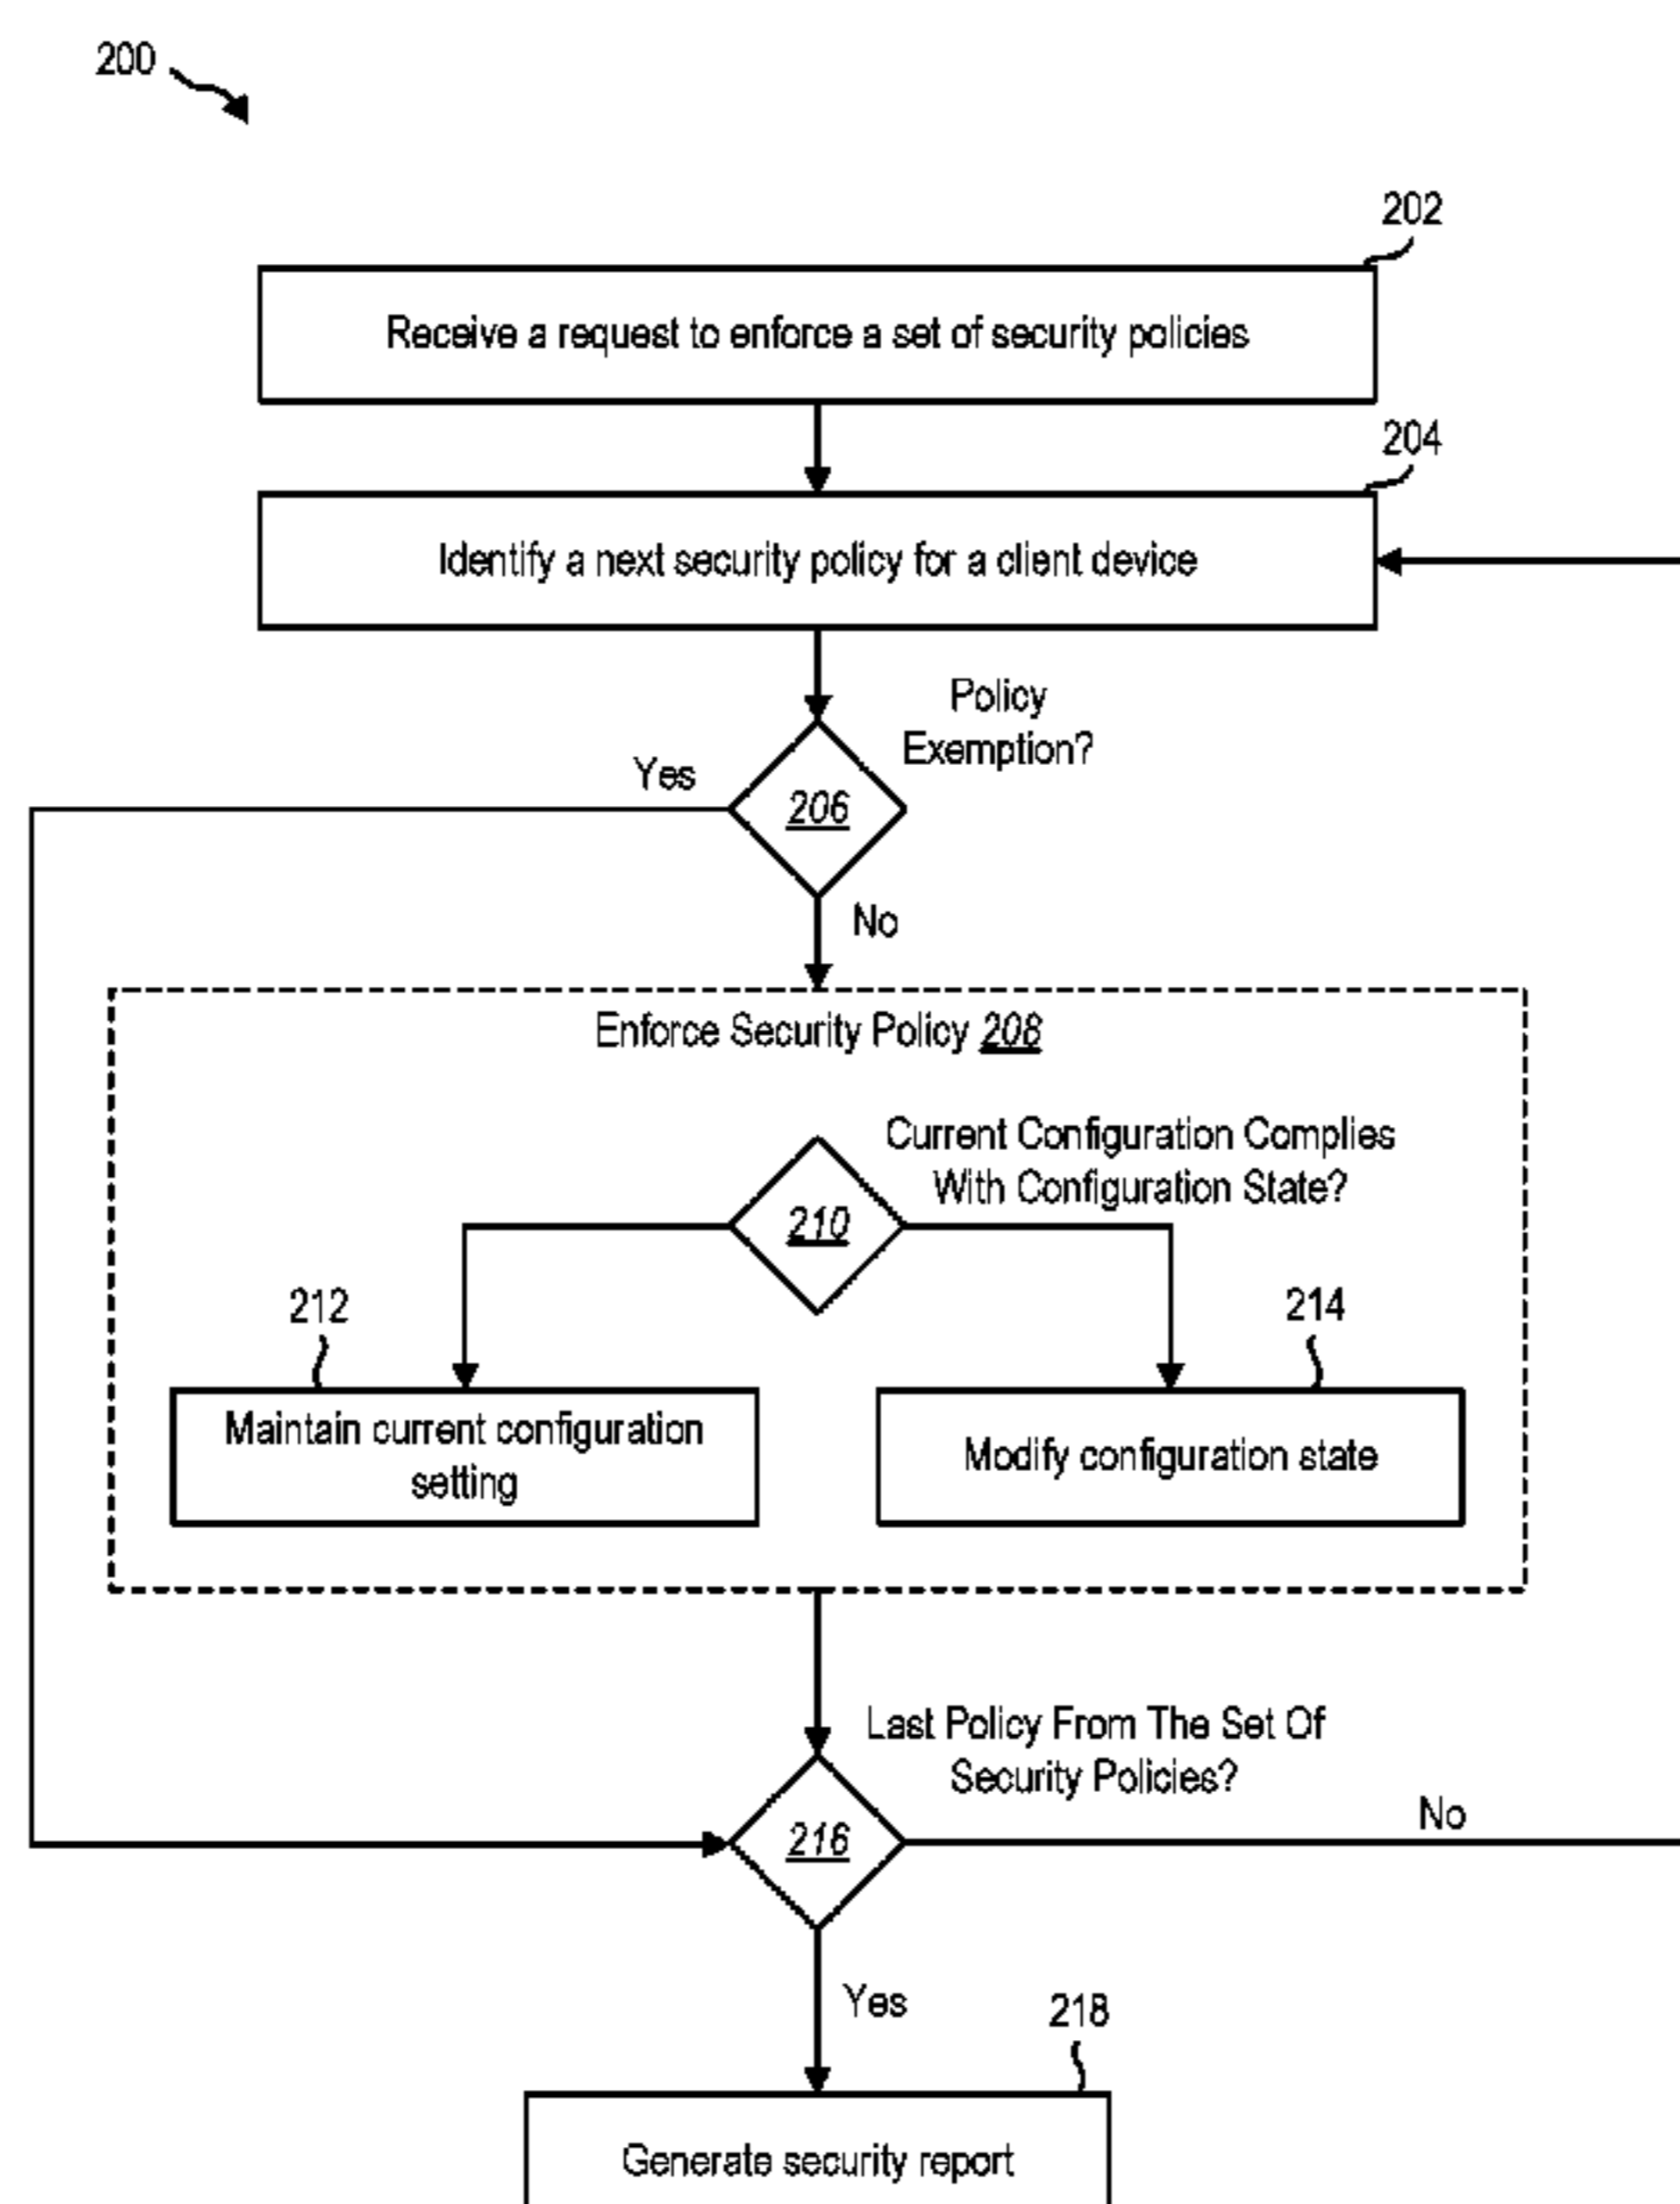 200
202
Receive a request to enforce a set of security policies
204
Identify a next security policy for a client device
Policy
Exemption?
Yes
206
No
Enforce Security Policy 208
Current Configuration Complies
With Configuration State?
210
212
214
Maintain current configuration
setting
Modify configuration state
Last Policy From The Set Of
Security Policies?
216
No
Yes
218
Generate security report